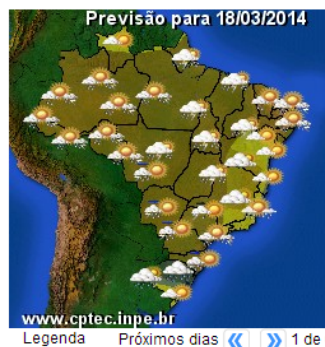 Previsão para 18/03/2014
www.cptec.inpe.br
Legenda Próximos dias 1 de